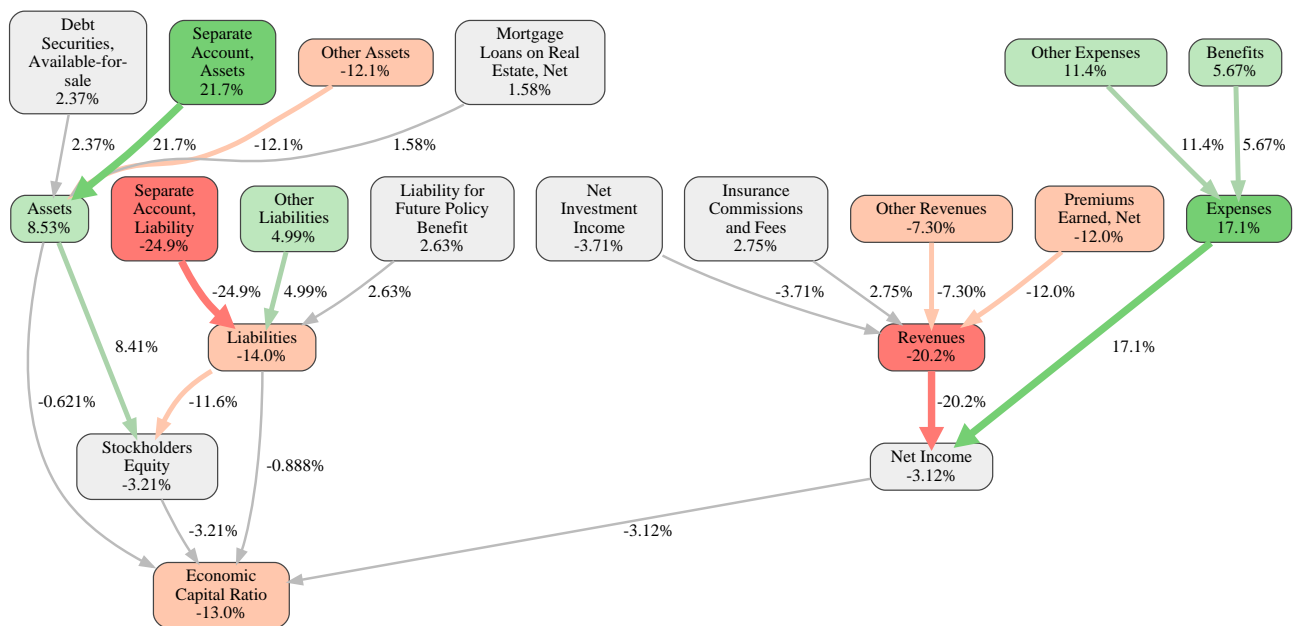 Debt
Securities,
Available-for-
sale
2.37%
Separate
Account,
Assets
21.7%
Other Assets
-12.1%
Mortgage
Loans on Real
Estate, Net
1.58%
Other Expenses
11.4%
Benefits
5.67%
2.37%
21.7%
-12.1%
1.58%
11.4%
5.67%
Assets
8.53%
Separate
Account,
Liability
-24.9%
Other
Liabilities
4.99%
Liability for
Future Policy
Benefit
2.63%
Net
Investment
Income
-3.71%
Insurance
Commissions
and Fees
2.75%
Other Revenues
-7.30%
Premiums
Earned, Net
-12.0%
Expenses
17.1%
-24.9%
4.99%
2.63%
-3.71%
2.75%
-7.30%
-12.0%
8.41%
Liabilities
-14.0%
Revenues
-20.2%
17.1%
-0.621%
-11.6%
-20.2%
Stockholders
Equity
-3.21%
-0.888%
Net Income
-3.12%
-3.21%
-3.12%
Economic
Capital Ratio
-13.0%